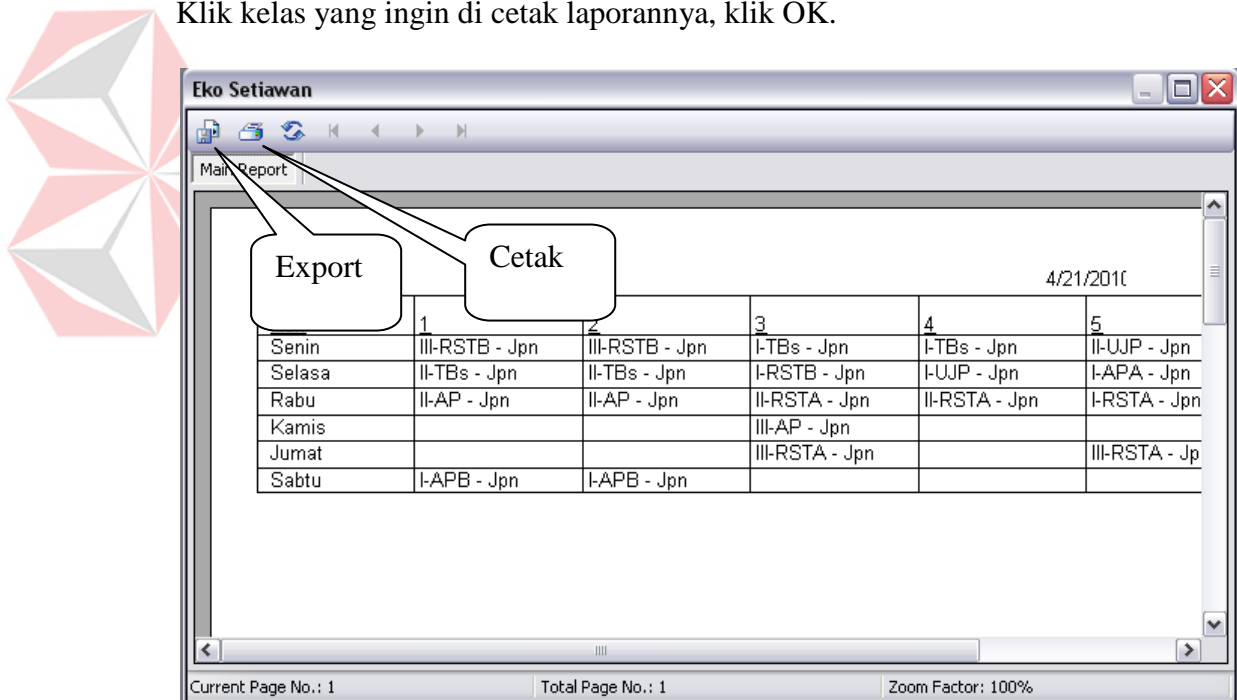 Klik kelas yang ingin di cetak laporannya, klik OK.
Eko Setiawan
Main Report
Export
Cetak
4/21/2010
1 2 3 4 5
Senin III-RSTB - Jpn III-RSTB - Jpn I-TBs - Jpn I-TBs - Jpn II-UJP - Jpn
Selasa II-TBs - Jpn II-TBs - Jpn I-RSTB - Jpn I-UJP - Jpn I-APA - Jpn
Rabu II-AP - Jpn II-AP - Jpn II-RSTA - Jpn II-RSTA - Jpn I-RSTA - Jpn
Kamis III-AP - Jpn
Jumat III-RSTA - Jpn III-RSTA - Jp
Sabtu I-APB - Jpn I-APB - Jpn
Current Page No.: 1 Total Page No.: 1 Zoom Factor: 100%